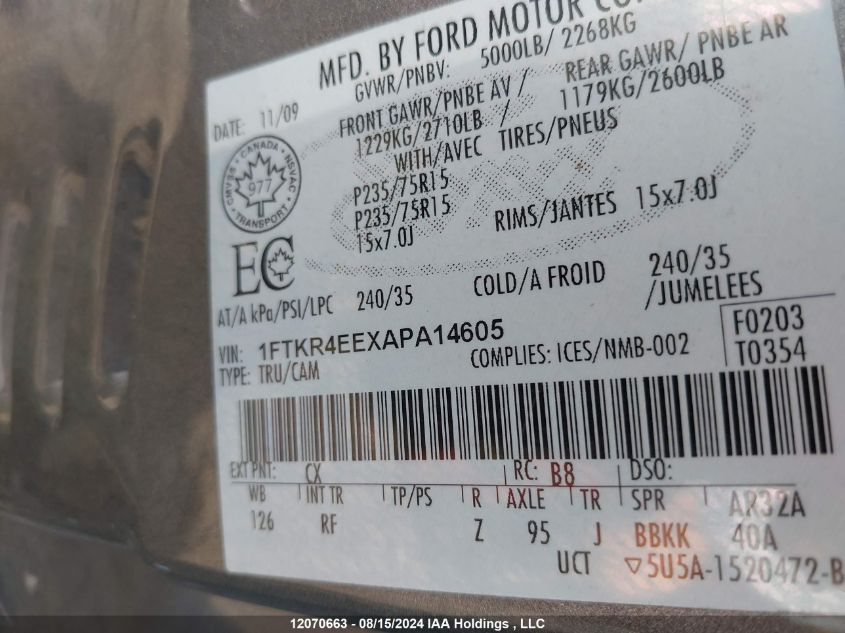 MFD. BY FORD MOTOR CO
DATE: 11/09
GVWR/PNBV: 5000LB/ 2268KG
FRONT GAWR/PNBE AV / REAR GAWR/ PNBE AR
1229KG/2710LB / 1179KG/2600LB
WITH/AVEC TIRES/PNEUS
P235/75R15
P235/75R15 RIMS/JANTES 15x7.0J
15x7.0J
CANADA
CMVSS NSVAC
977
TRANSPORT
EC
AT/A kPa/PSI/LPC 240/35 COLD/A FROID 240/35
/JUMELEES
VIN: 1FTKR4EEXAPA14605 F0203
TYPE: TRU/CAM COMPLIES: ICES/NMB-002 T0354
EXT PNT: CX RC: B8 DSO:
WB INT TR TP/PS R AXLE TR SPR AR32A
126 RF Z 95 J BBKK 40A
UCT ▽5U5A-1520472-B
12070663 - 08/15/2024 IAA Holdings , LLC